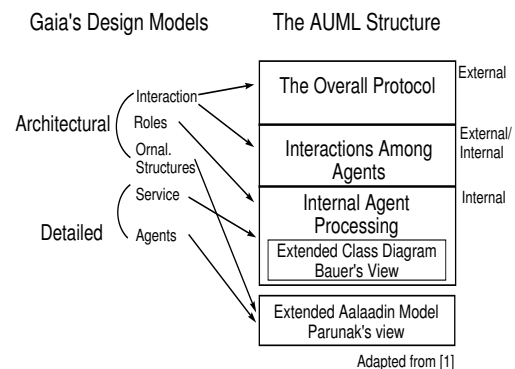 Gaia's Design Models
The AUML Structure
Architectural
Interaction
Roles
Ornal.
Structures
Detailed
Service
Agents
The Overall Protocol
External
Interactions Among
Agents
External/
Internal
Internal Agent
Processing
Internal
Extended Class Diagram
Bauer's View
Extended Aalaadin Model
Parunak's view
Adapted from [1]